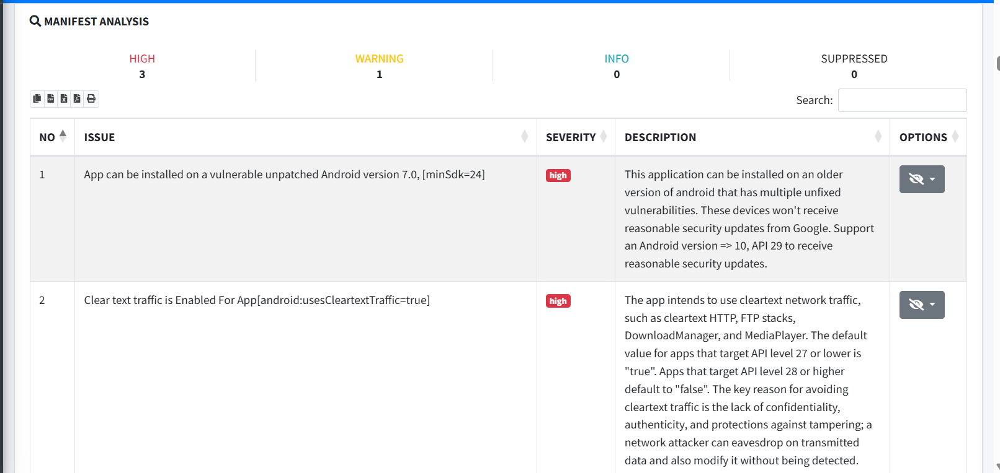 MANIFEST ANALYSIS
HIGH
3
WARNING
1
INFO
0
SUPPRESSED
0
Search:
NO ISSUE SEVERITY DESCRIPTION OPTIONS
1 App can be installed on a vulnerable unpatched Android version 7.0, [minSdk=24] high This application can be installed on an older
version of android that has multiple unfixed
vulnerabilities. These devices won't receive
reasonable security updates from Google. Support
an Android version => 10, API 29 to receive
reasonable security updates.
2 Clear text traffic is Enabled For App[android:usesCleartextTraffic=true] high The app intends to use cleartext network traffic,
such as cleartext HTTP, FTP stacks,
DownloadManager, and MediaPlayer. The default
value for apps that target API level 27 or lower is
"true". Apps that target API level 28 or higher
default to "false". The key reason for avoiding
cleartext traffic is the lack of confidentiality,
authenticity, and protections against tampering; a
network attacker can eavesdrop on transmitted
data and also modify it without being detected.